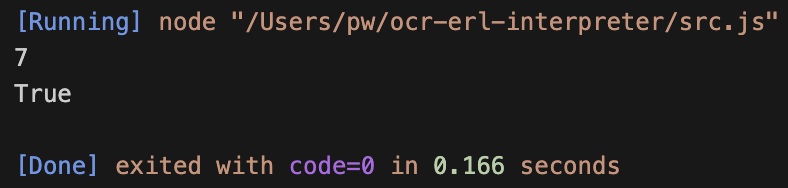 [Running] node "/Users/pw/ocr-erl-interpreter/src.js"
7
True
[Done] exited with code=0 in 0.166 seconds